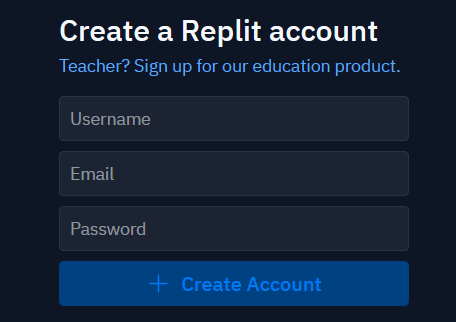 Create a Replit account
Teacher? Sign up for our education product.
Username
Email
Password
Create Account